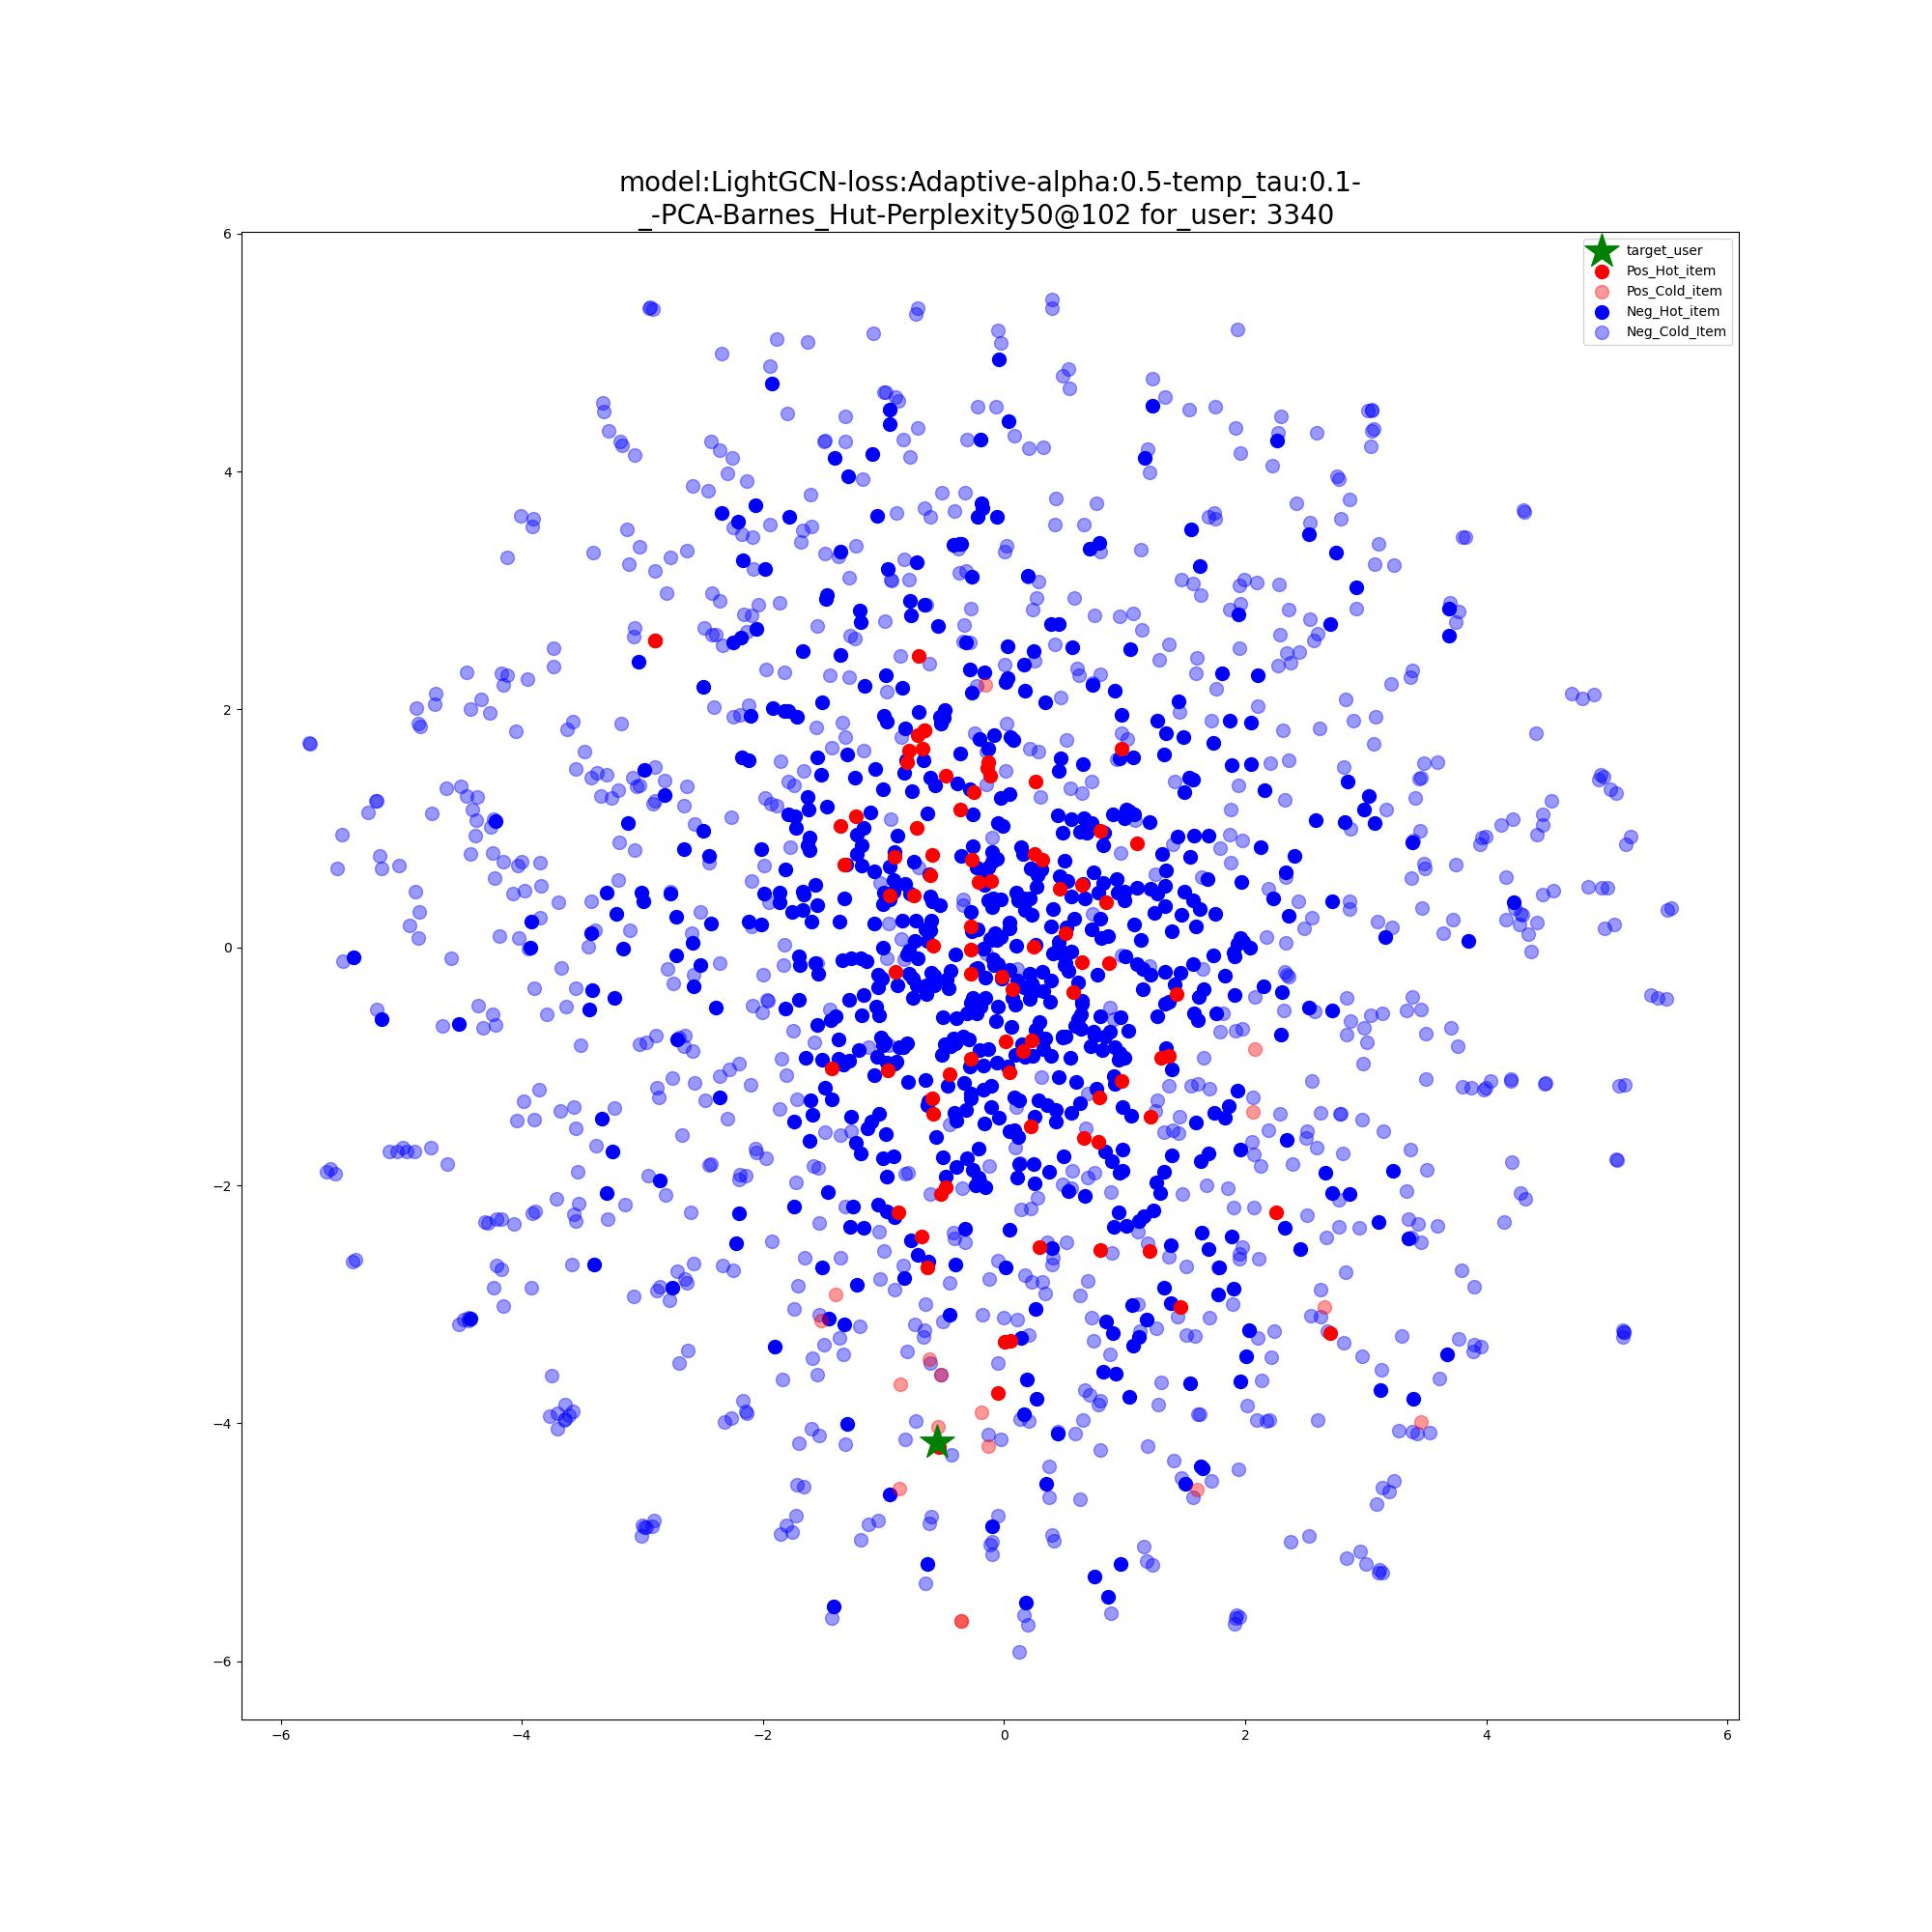 model:LightGCN-loss:Adaptive-alpha:0.5-temp_tau:0.1-
_-PCA-Barnes_Hut-Perplexity50@102 for_user: 3340
target_user
Pos_Hot_item
Pos_Cold_item
Neg_Hot_item
Neg_Cold_Item
6
4
2
0
−2
−4
−6
−6 −4 −2 0 2 4 6